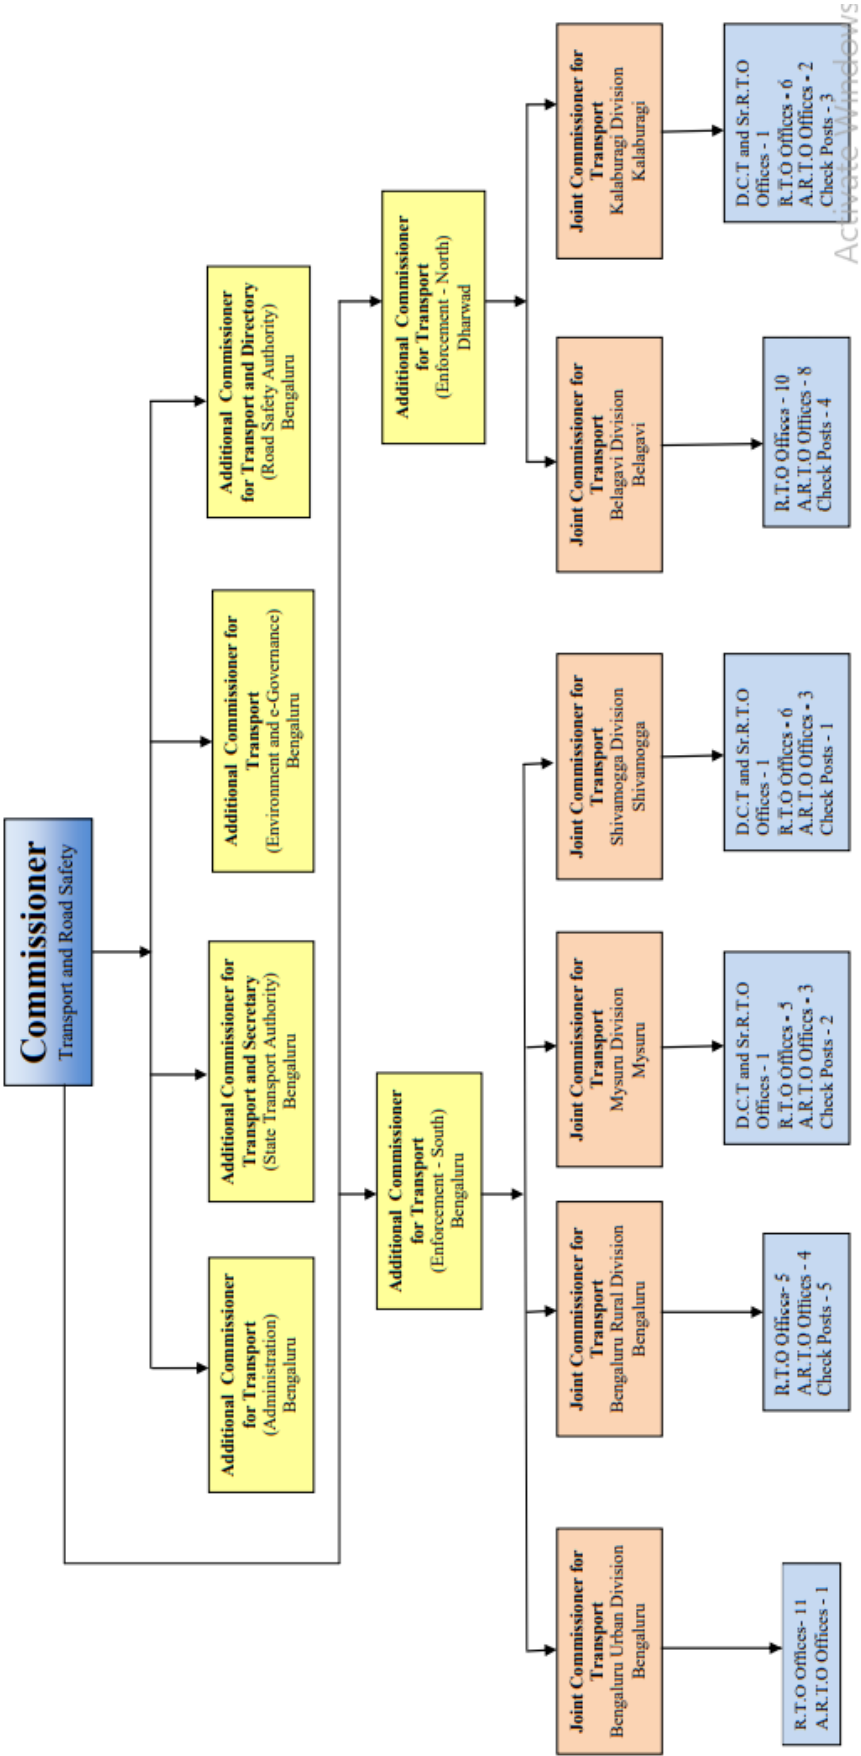 Commissioner
Transport and Road Safety
Additional Commissioner
for Transport
(Administration)
Bengaluru
Additional Commissioner for
Transport and Secretary
(State Transport Authority)
Bengaluru
Additional Commissioner for
Transport
(Environment and e-Governance)
Bengaluru
Additional Commissioner
for Transport and Directory
(Road Safety Authority)
Bengaluru
Additional Commissioner
for Transport
(Enforcement - South)
Bengaluru
Additional Commissioner
for Transport
(Enforcement - North)
Dharwad
Joint Commissioner for
Transport
Bengaluru Urban Division
Bengaluru
Joint Commissioner for
Transport
Bengaluru Rural Division
Bengaluru
Joint Commissioner for
Transport
Mysuru Division
Mysuru
Joint Commissioner for
Transport
Shivamogga Division
Shivamogga
Joint Commissioner for
Transport
Belagavi Division
Belagavi
Joint Commissioner for
Transport
Kalaburagi Division
Kalaburagi
R.T.O Offices- 11
A.R.T.O Offices - 1
R.T.O Offices- 5
A.R.T.O Offices - 4
Check Posts - 5
D.C.T and Sr.R.T.O
Offices - 1
R.T.O Offices - 5
A.R.T.O Offices - 3
Check Posts - 2
D.C.T and Sr.R.T.O
Offices - 1
R.T.O Offices - 6
A.R.T.O Offices - 3
Check Posts - 1
R.T.O Offices - 10
A.R.T.O Offices - 8
Check Posts - 4
D.C.T and Sr.R.T.O
Offices - 1
R.T.O Offices - 6
A.R.T.O Offices - 2
Check Posts - 3
Activate Windows